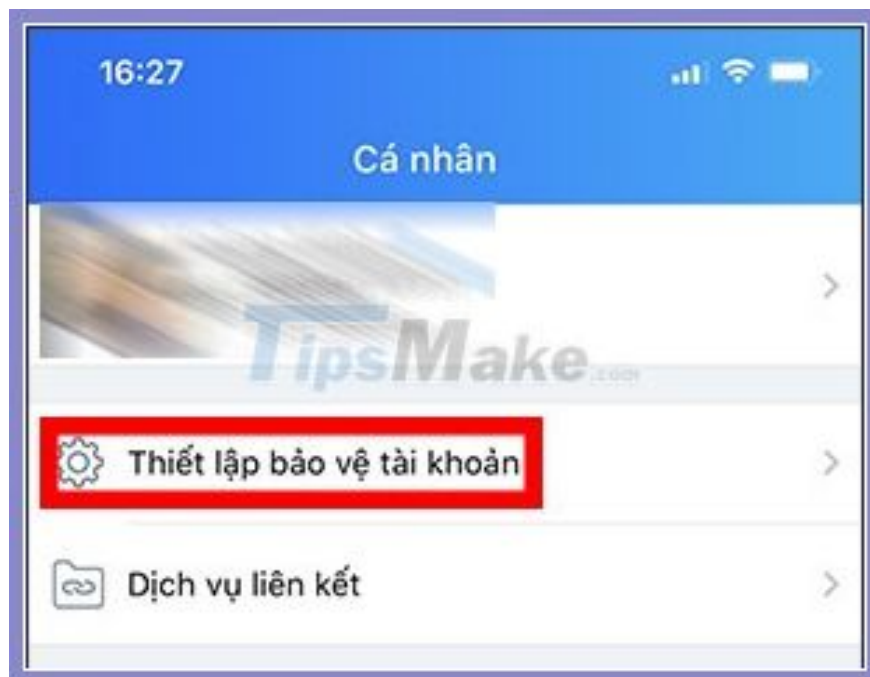 16:27
Cá nhân
TipsMake.com
Thiết lập bảo vệ tài khoản
Dịch vụ liên kết